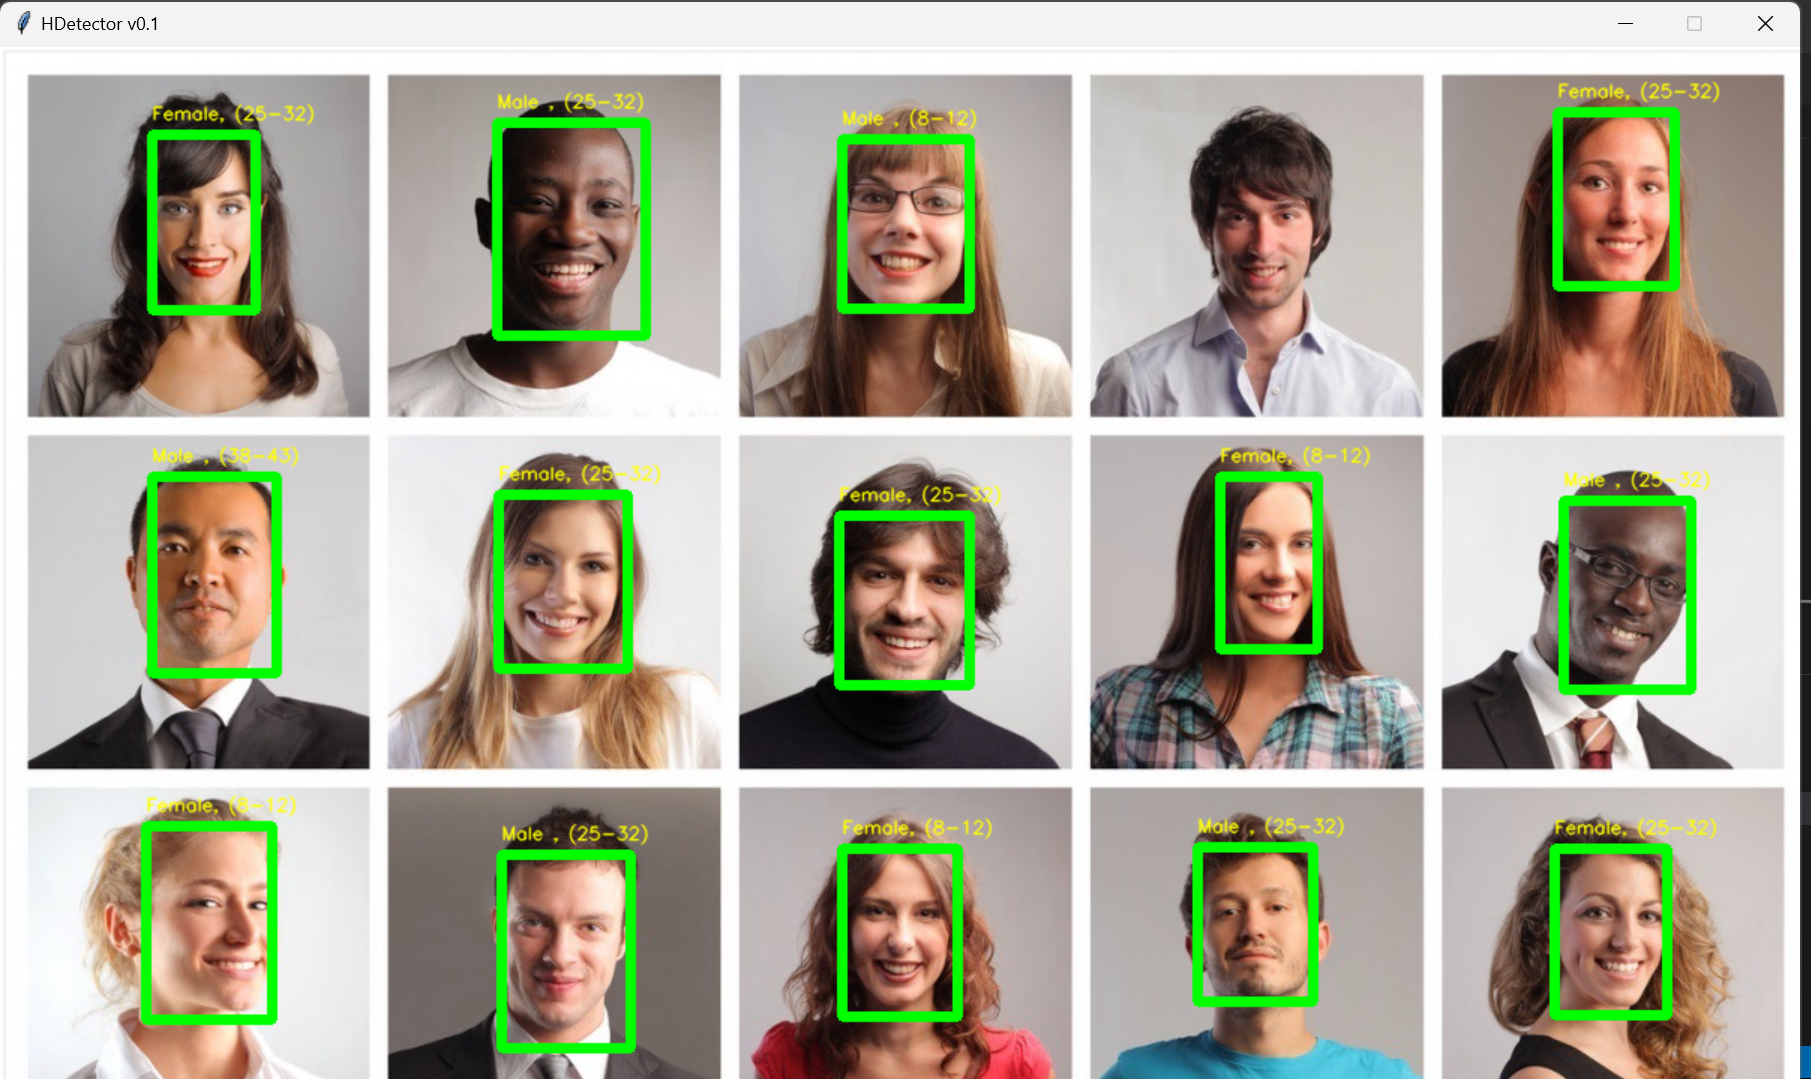 HDetector v0.1
Female, (25-32)
Male , (25-32)
Male , (8-12)
Female, (25-32)
Male , (38-43)
Female, (25-32)
Female, (25-32)
Female, (8-12)
Male , (25-32)
Female, (8-12)
Male , (25-32)
Female, (8-12)
Male , (25-32)
Female, (25-32)